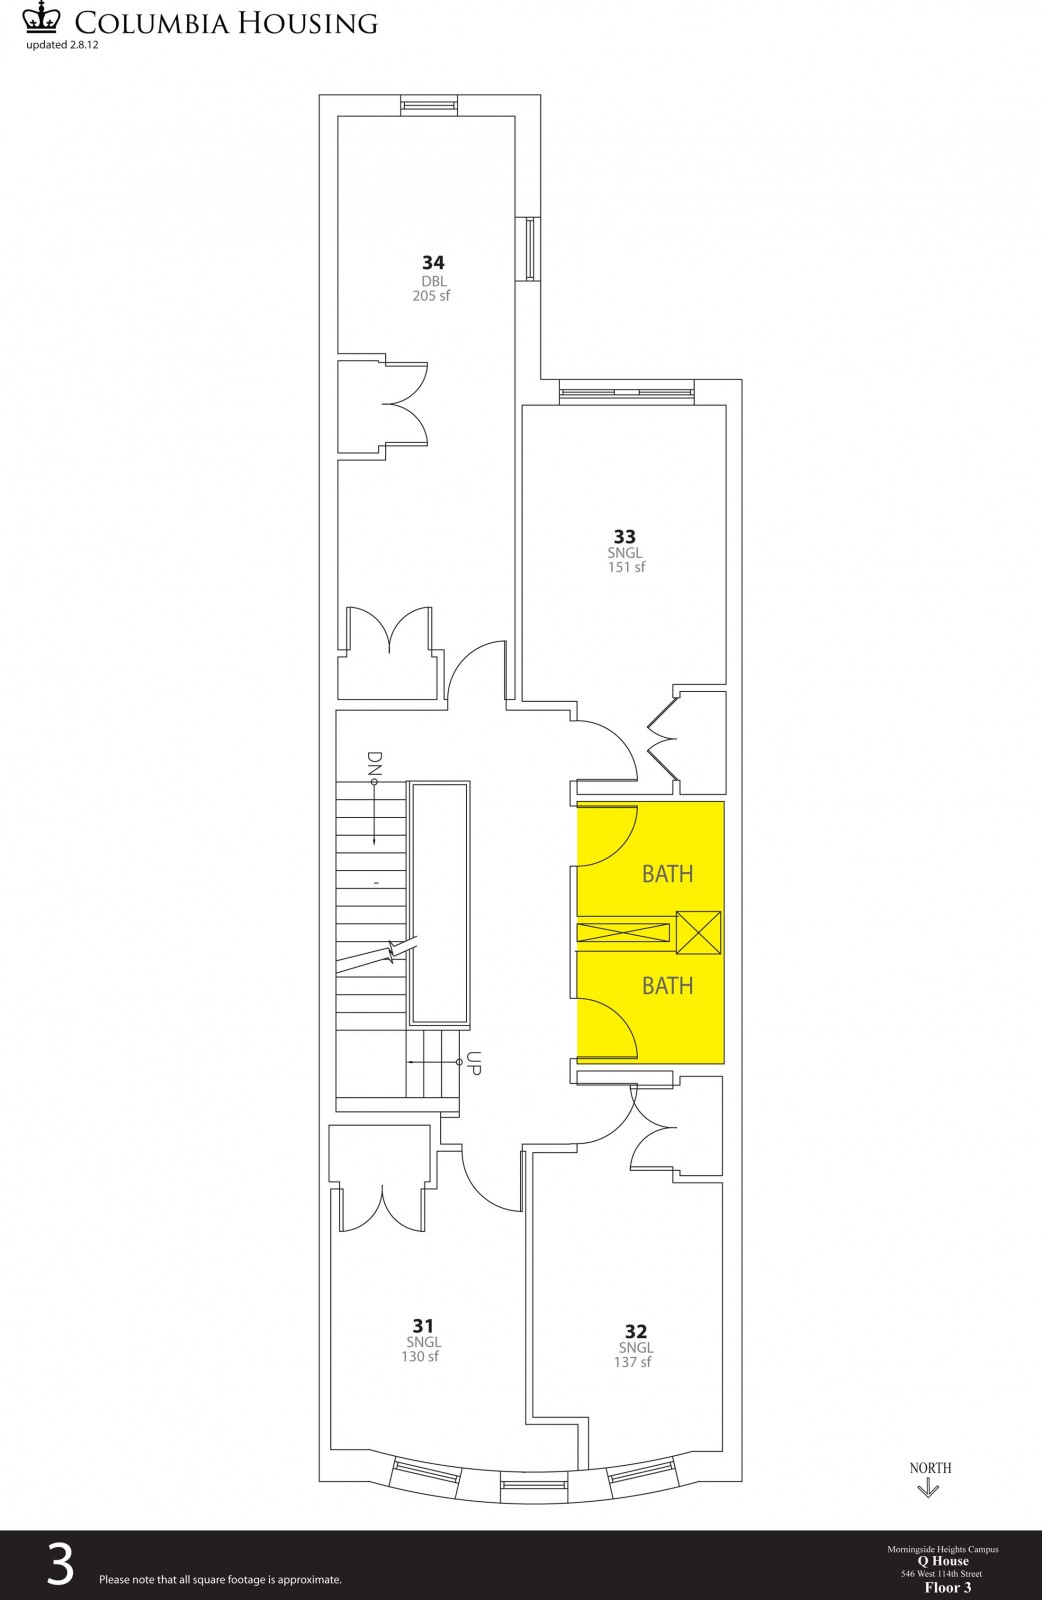 COLUMBIA HOUSING
updated 2.8.12
34
DBL
205 sf
33
SNGL
151 sf
DN
BATH
BATH
UP
31
SNGL
130 sf
32
SNGL
137 sf
NORTH
3
Please note that all square footage is approximate.
Morningside Heights Campus
Q House
546 West 114th Street
Floor 3